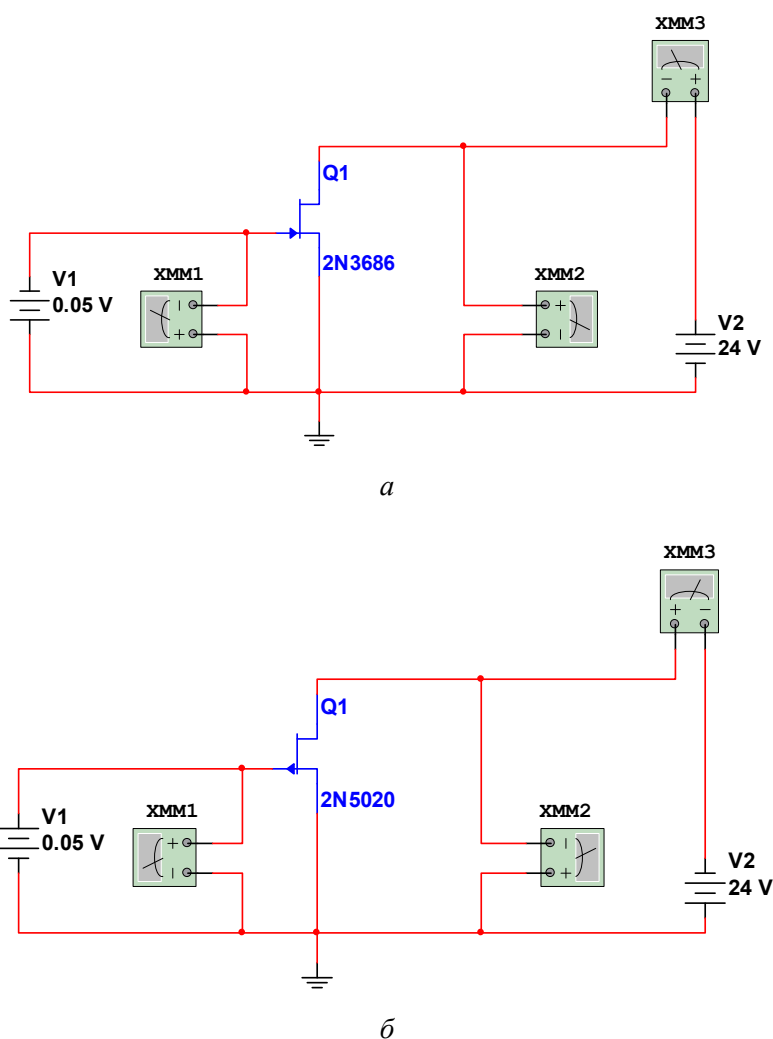 XMM3
Q1
2N3686
V1
0.05 V
XMM1
XMM2
V2
24 V
а
XMM3
Q1
2N5020
V1
0.05 V
XMM1
XMM2
V2
24 V
б